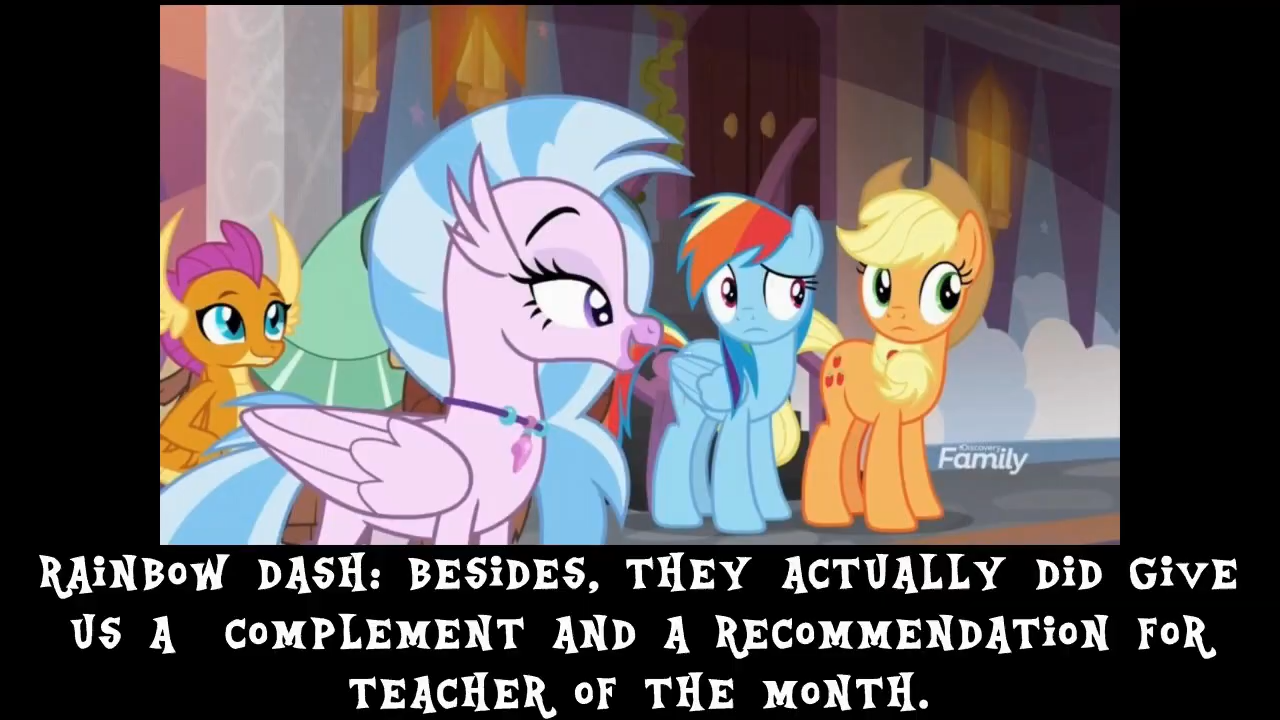 Discovery
Family
RAINBOW DASH: BESIDES, THEY ACTUALLY DID GIVE
US A COMPLEMENT AND A RECOMMENDATION FOR
TEACHER OF THE MONTH.